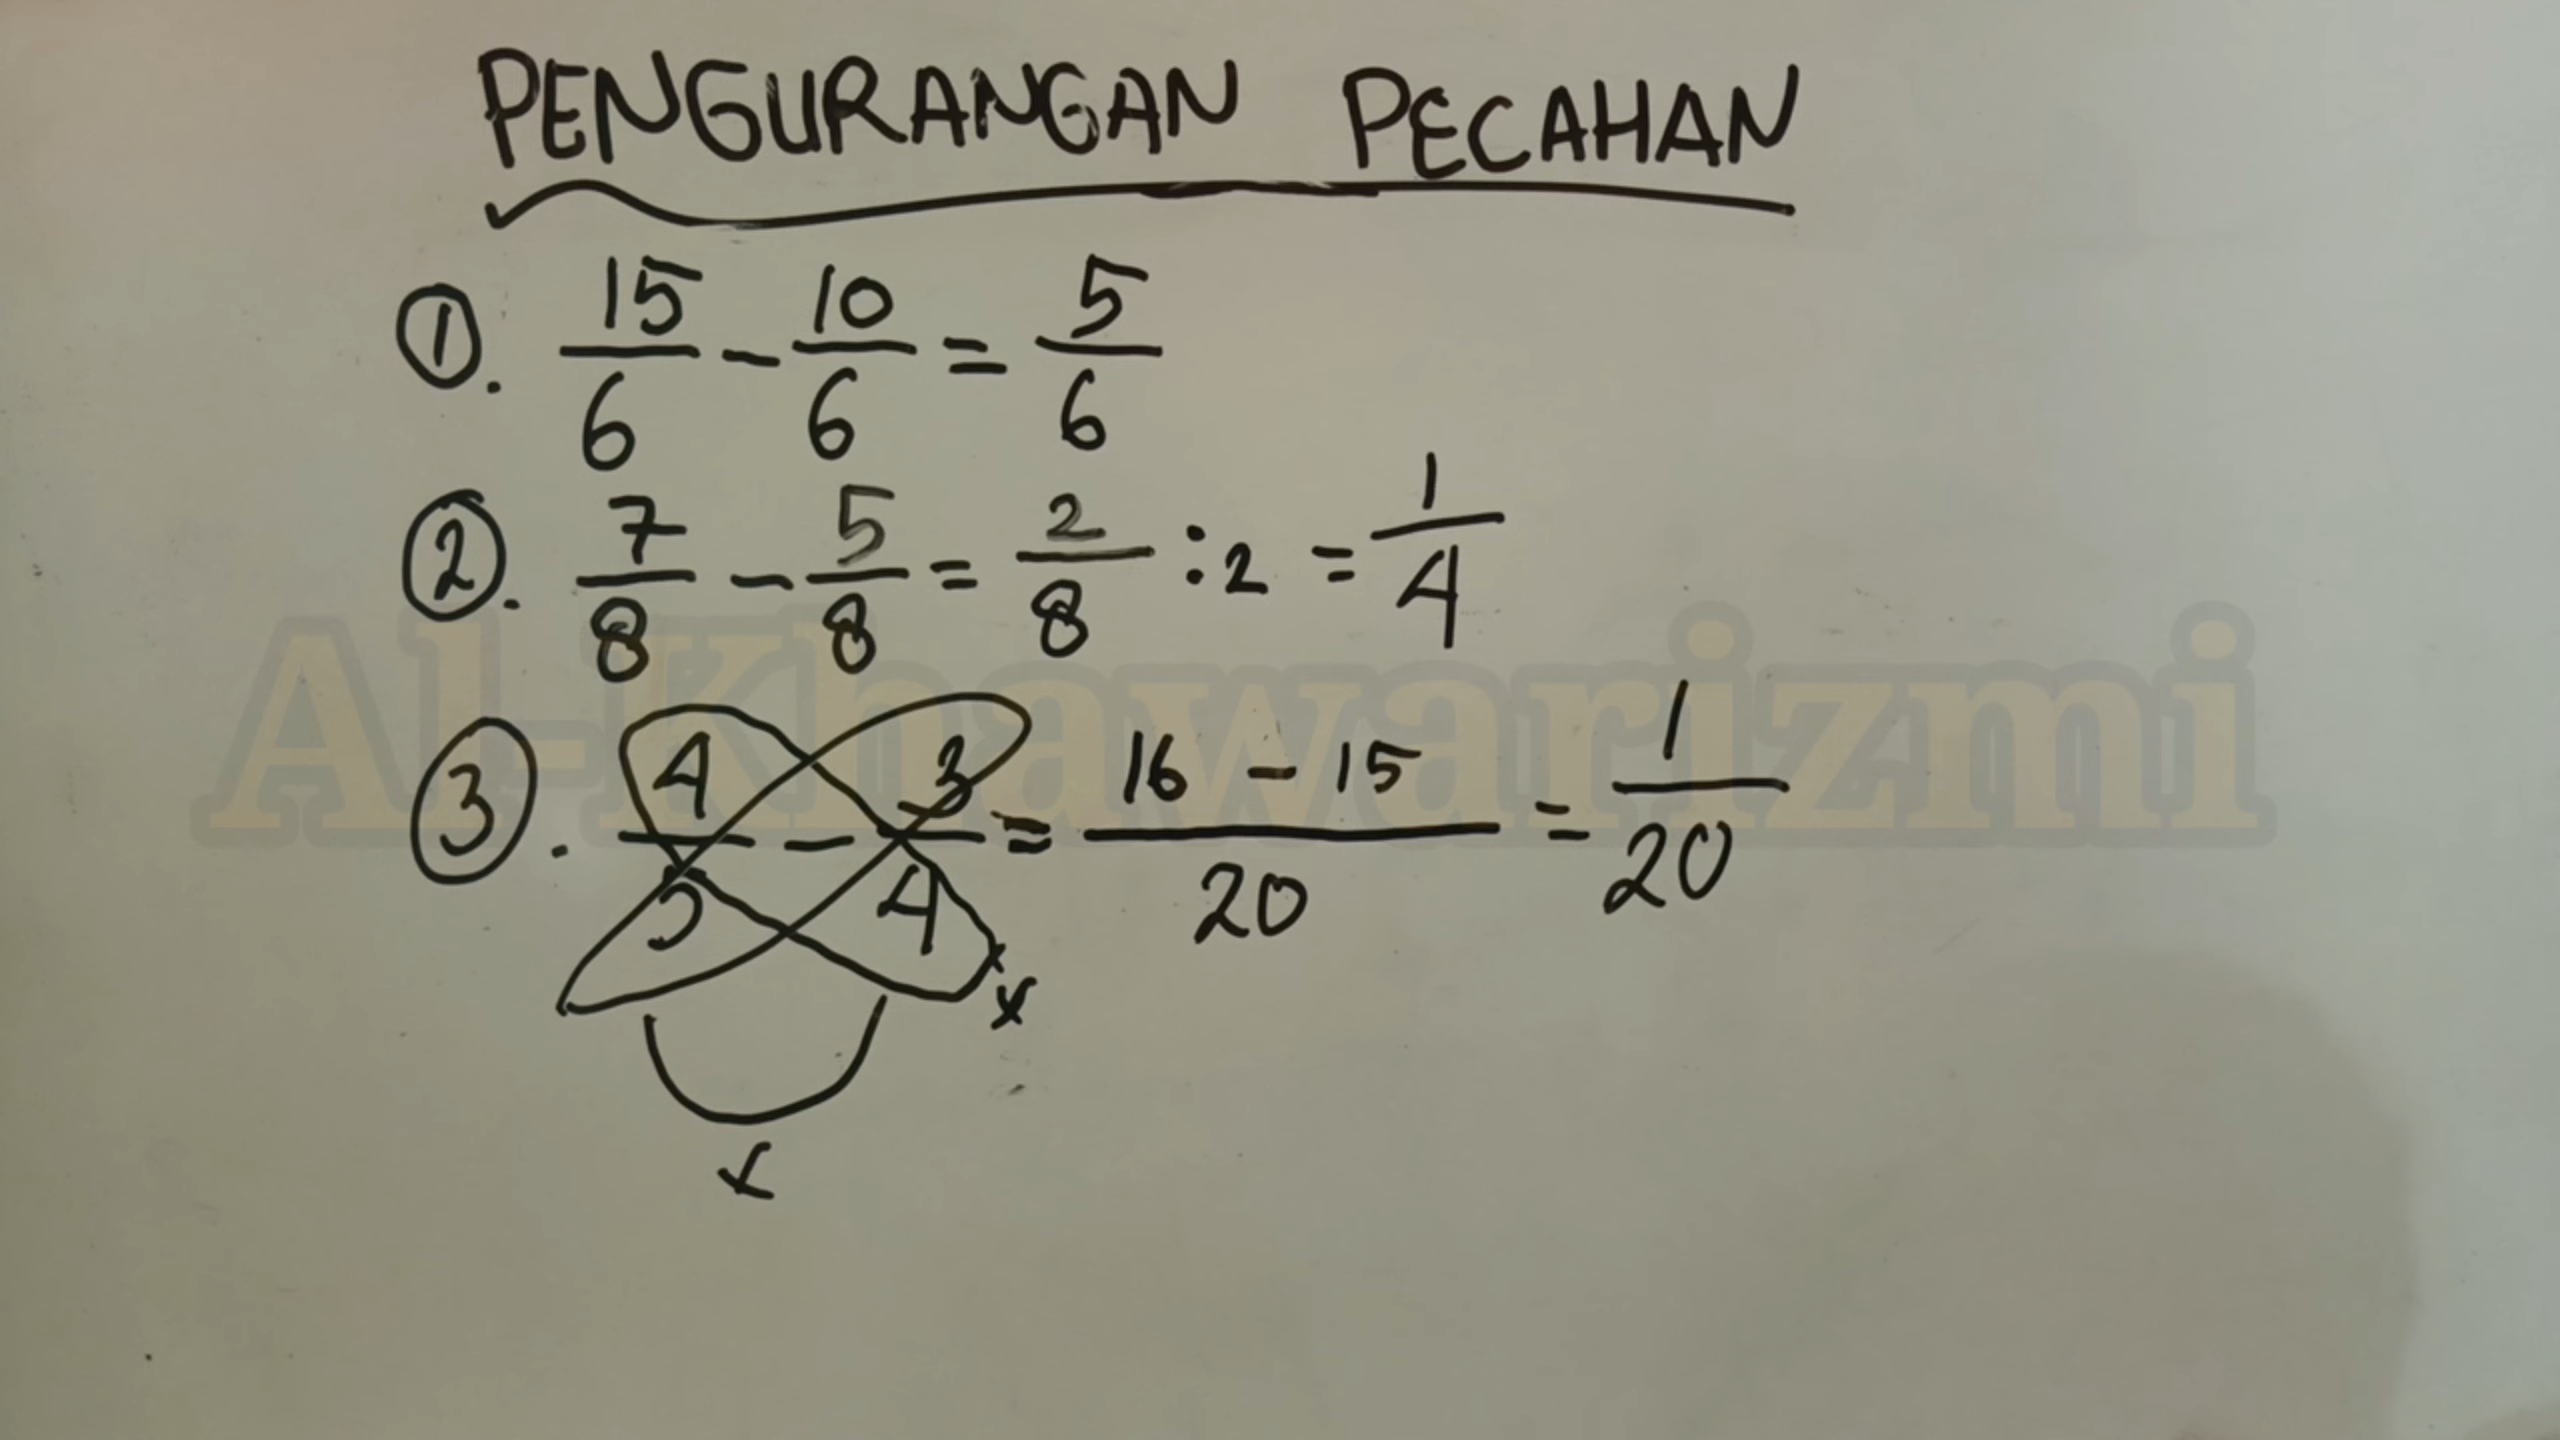 PENGURANGAN PECAHAN
1. 15/6 - 10/6 = 5/6
2. 7/8 - 5/8 = 2/8 : 2 = 1/4
3. 4/5 - 3/4 = 16 - 15/20 = 1/20
x
x
Al-Khawarizmi